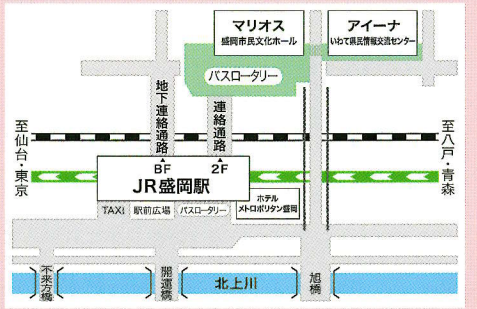 マリオス
盛岡市民文化ホール
アイーナ
いわて県民情報交流センター
バスロータリー
地下連絡通路
連絡通路
至仙台・東京
至八戸・青森
BF
2F
JR盛岡駅
TAXI
駅前広場
バスロータリー
ホテル
メトロポリタン盛岡
不来方橋
開運橋
北上川
旭橋